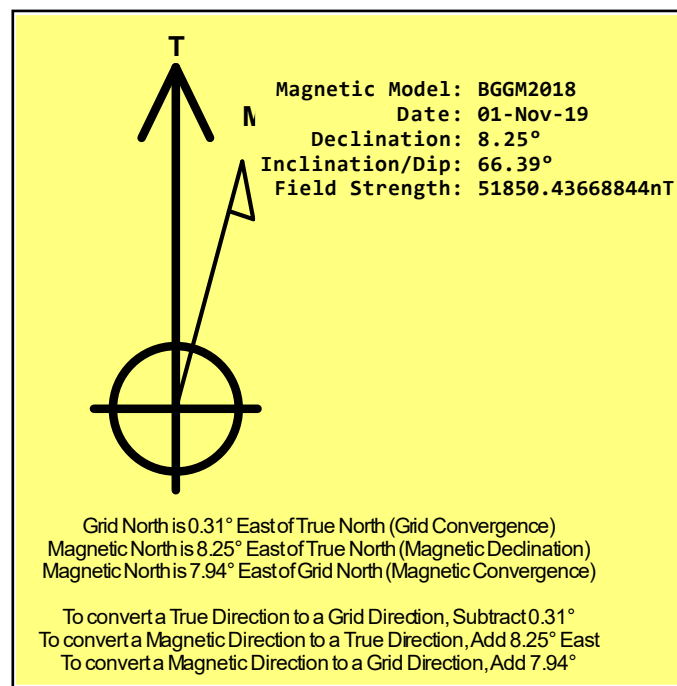 T
M
Magnetic Model: BGGM2018
Date: 01-Nov-19
Declination: 8.25°
Inclination/Dip: 66.39°
Field Strength: 51850.43668844nT
Grid North is 0.31° East of True North (Grid Convergence)
Magnetic North is 8.25° East of True North (Magnetic Declination)
Magnetic North is 7.94° East of Grid North (Magnetic Convergence)
To convert a True Direction to a Grid Direction, Subtract 0.31°
To convert a Magnetic Direction to a True Direction, Add 8.25° East
To convert a Magnetic Direction to a Grid Direction, Add 7.94°